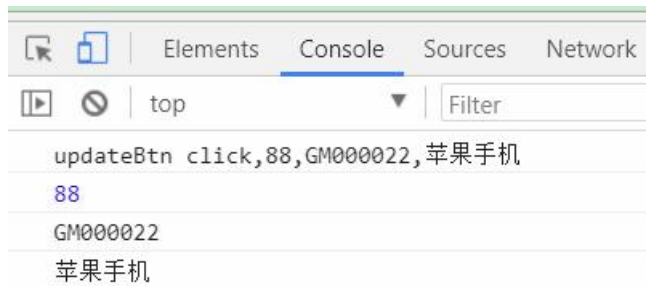 Elements Console Sources Network
top Filter
updateBtn click,88,GM000022,苹果手机
88
GM000022
苹果手机